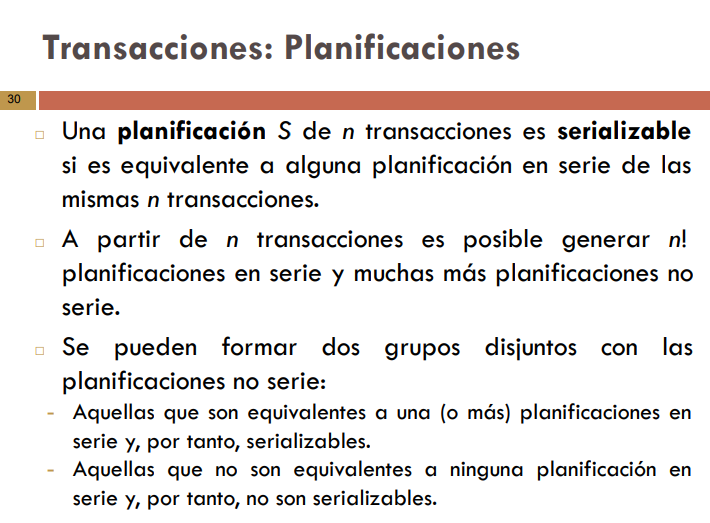 Transacciones: Planificaciones
30
Una planificación S de n transacciones es serializable
si es equivalente a alguna planificación en serie de las
mismas n transacciones.
A partir de n transacciones es posible generar n!
planificaciones en serie y muchas más planificaciones no
serie.
Se pueden formar dos grupos disjuntos con las
planificaciones no serie:
- Aquellas que son equivalentes a una (o más) planificaciones en
serie y, por tanto, serializables.
- Aquellas que no son equivalentes a ninguna planificación en
serie y, por tanto, no son serializables.